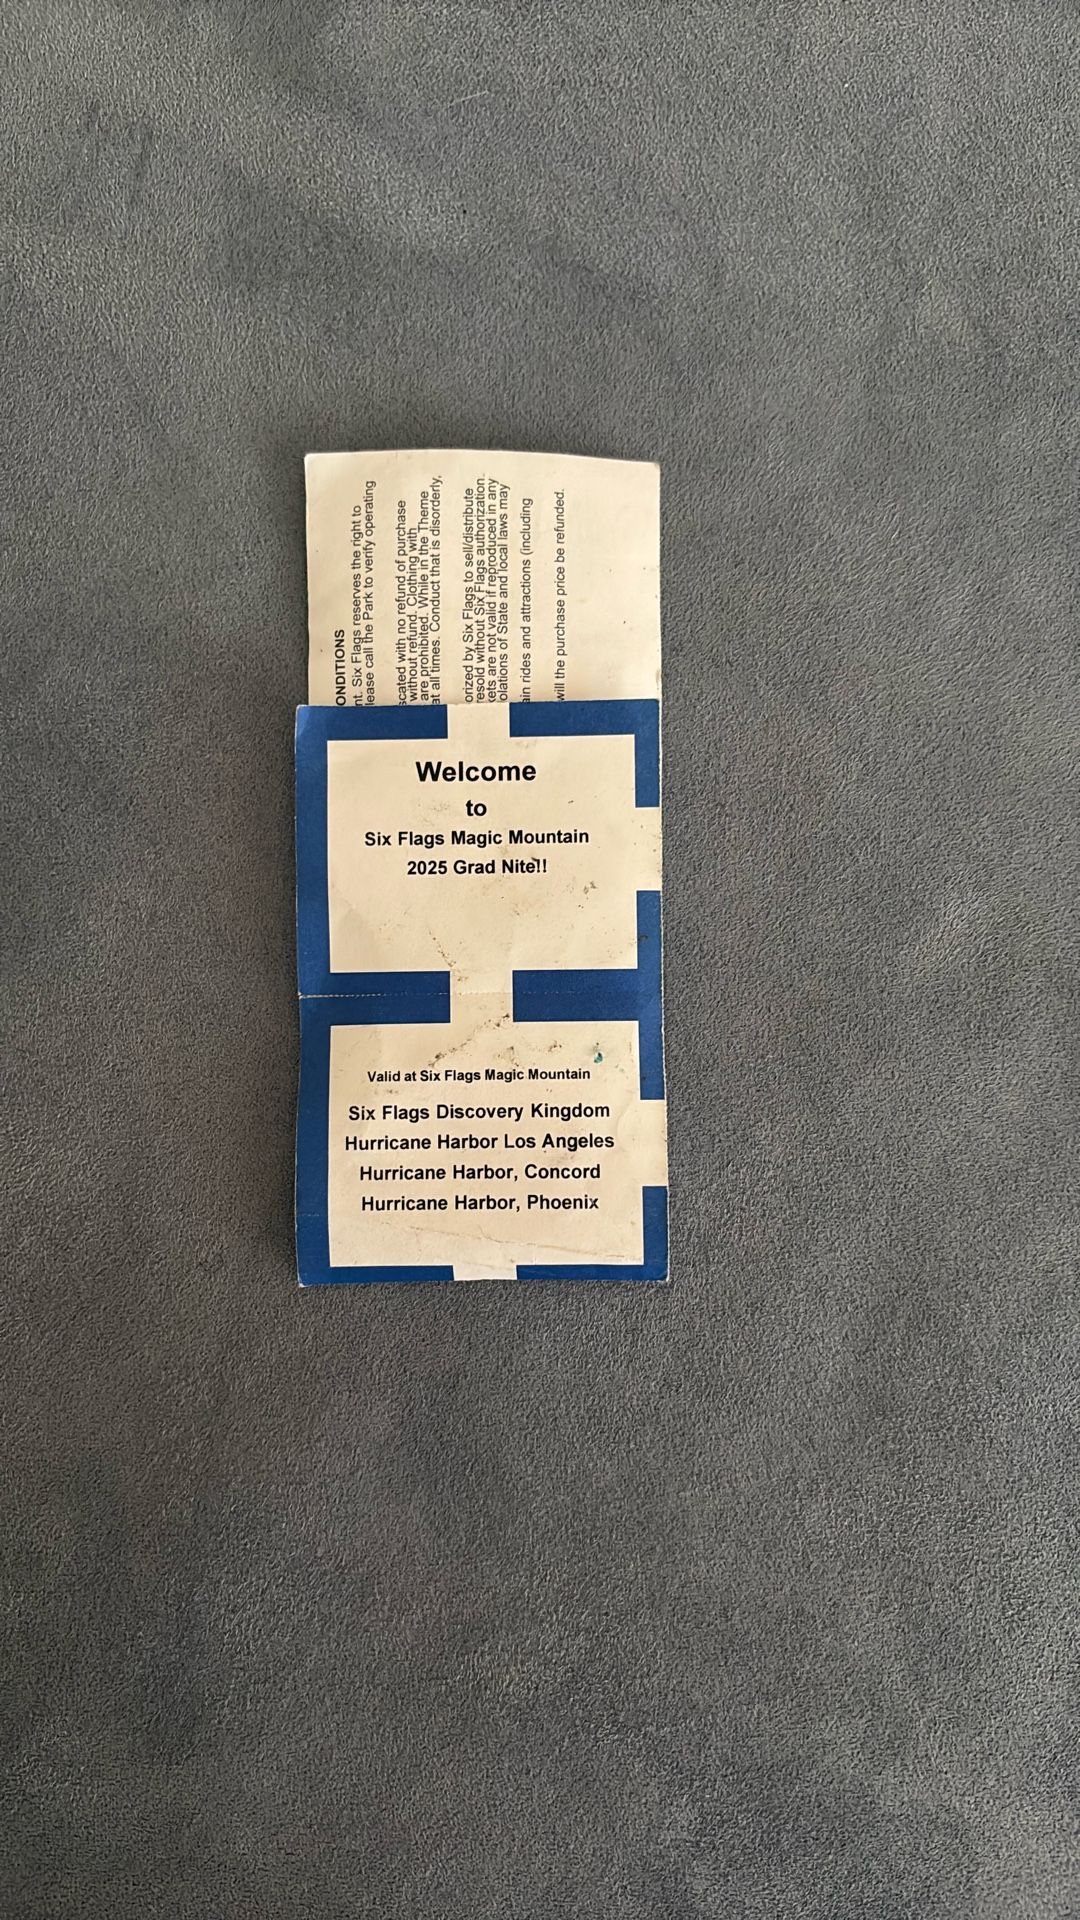 ONDITIONS
nt. Six Flags reserves the right to
lease call the Park to verify operating
scated with no refund of purchase
without refund. Clothing with
are prohibited. While in the Theme
at all times. Conduct that is disorderly,
orized by Six Flags to sell/distribute
resold without Six Flags authorization.
kets are not valid if reproduced in any
olations of State and local laws may
ain rides and attractions (including
will the purchase price be refunded.
Welcome
to
Six Flags Magic Mountain
2025 Grad Nite!!
Valid at Six Flags Magic Mountain
Six Flags Discovery Kingdom
Hurricane Harbor Los Angeles
Hurricane Harbor, Concord
Hurricane Harbor, Phoenix